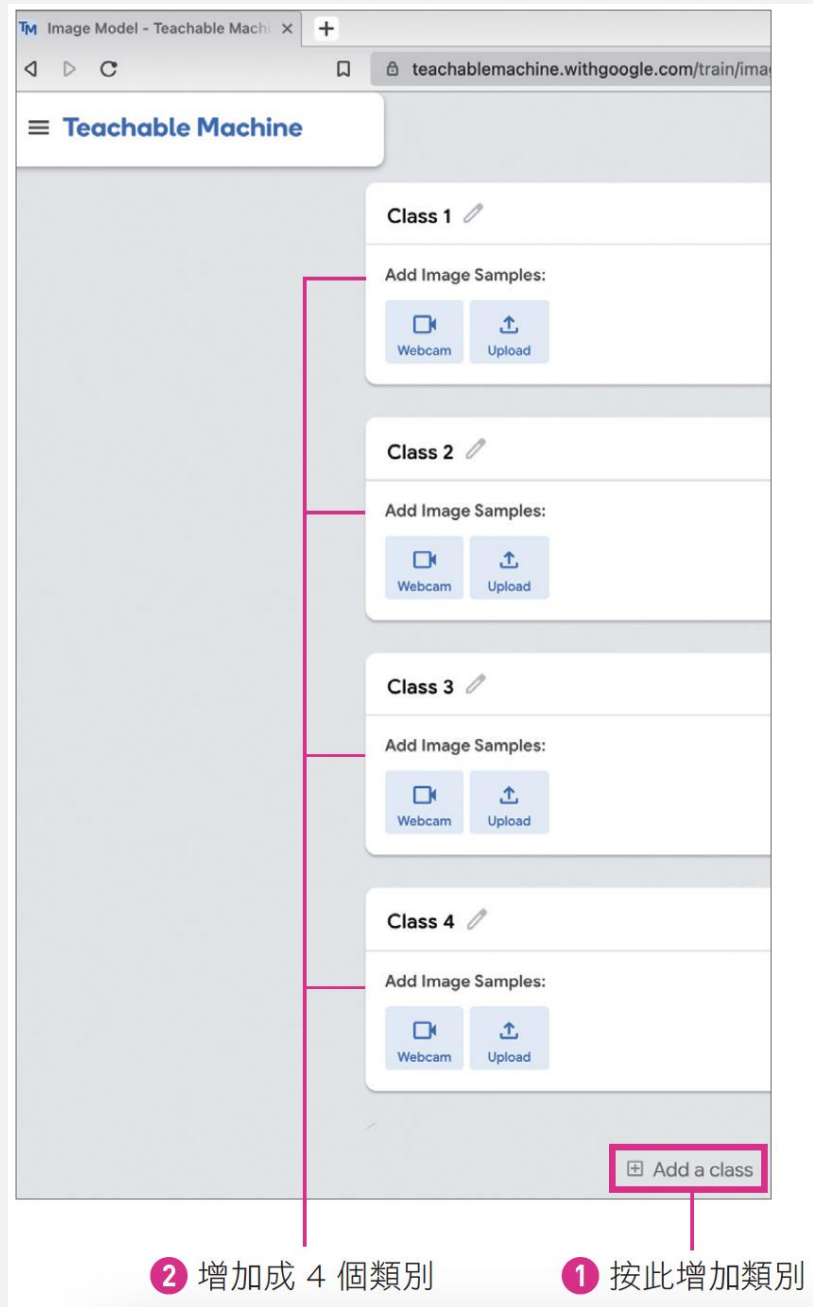 TM Image Model - Teachable Machi × +
teachablemachine.withgoogle.com/train/ima
Teachable Machine
Class 1
Add Image Samples:
Webcam Upload
Class 2
Add Image Samples:
Webcam Upload
Class 3
Add Image Samples:
Webcam Upload
Class 4
Add Image Samples:
Webcam Upload
Add a class
2 增加成 4 個類別 1 按此增加類別